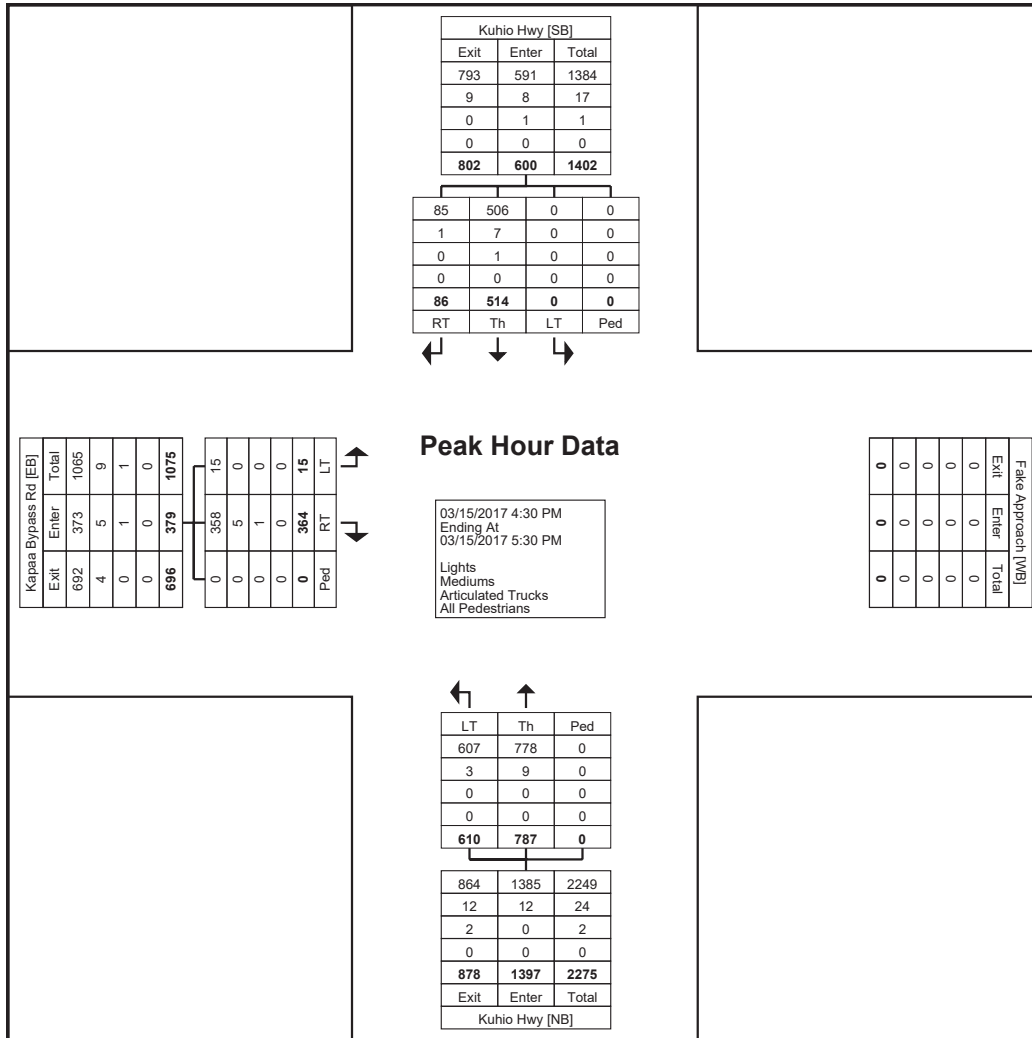 Kuhio Hwy [SB]
Exit Enter Total
793 591 1384
9 8 17
0 1 1
0 0 0
802 600 1402
85 506 0 0
1 7 0 0
0 1 0 0
0 0 0 0
86 514 0 0
RT Th LT Ped
Kapaa Bypass Rd [EB]
Exit Enter Total
692 373 1065
4 5 9
0 1 1
0 0 0
696 379 1075
0 358 15
0 5 0
0 1 0
0 0 0
0 364 15
Ped RT LT
Peak Hour Data
03/15/2017 4:30 PM
Ending At
03/15/2017 5:30 PM
Lights
Mediums
Articulated Trucks
All Pedestrians
Fake Approach [WB]
Exit Enter Total
0 0 0
0 0 0
0 0 0
0 0 0
0 0 0
LT Th Ped
607 778 0
3 9 0
0 0 0
0 0 0
610 787 0
864 1385 2249
12 12 24
2 0 2
0 0 0
878 1397 2275
Exit Enter Total
Kuhio Hwy [NB]